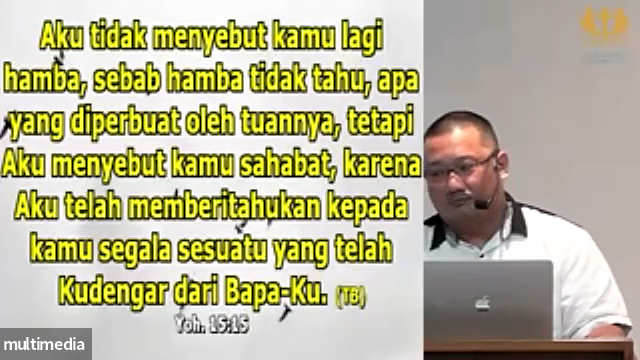 Aku tidak menyebut kamu lagi
hamba, sebab hamba tidak tahu, apa
yang diperbuat oleh tuannya, tetapi
Aku menyebut kamu sahabat, karena
Aku telah memberitahukan kepada
kamu segala sesuatu yang telah
Kudengar dari Bapa-Ku. (TB)
Yoh. 15:15
multimedia